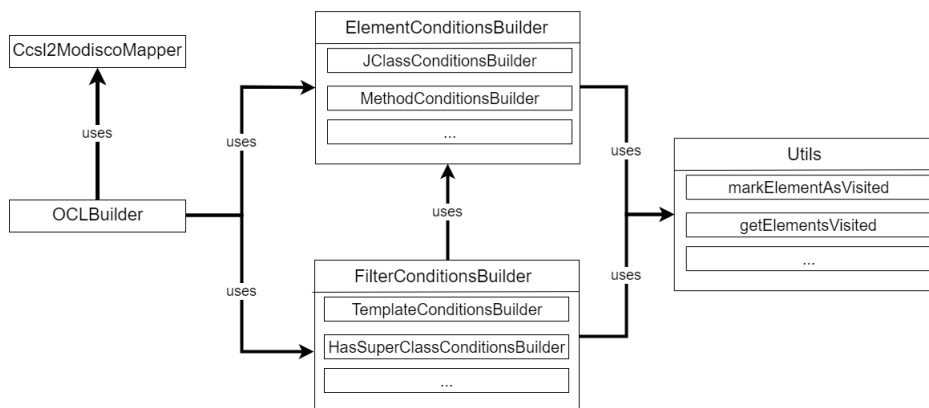 ElementConditionsBuilder
Ccsl2ModiscoMapper
JClassConditionsBuilder
MethodConditionsBuilder
...
uses
uses
uses
Utils
markElementAsVisited
getElementsVisited
...
OCLBuilder
uses
uses
uses
FilterConditionsBuilder
TemplateConditionsBuilder
HasSuperClassConditionsBuilder
...